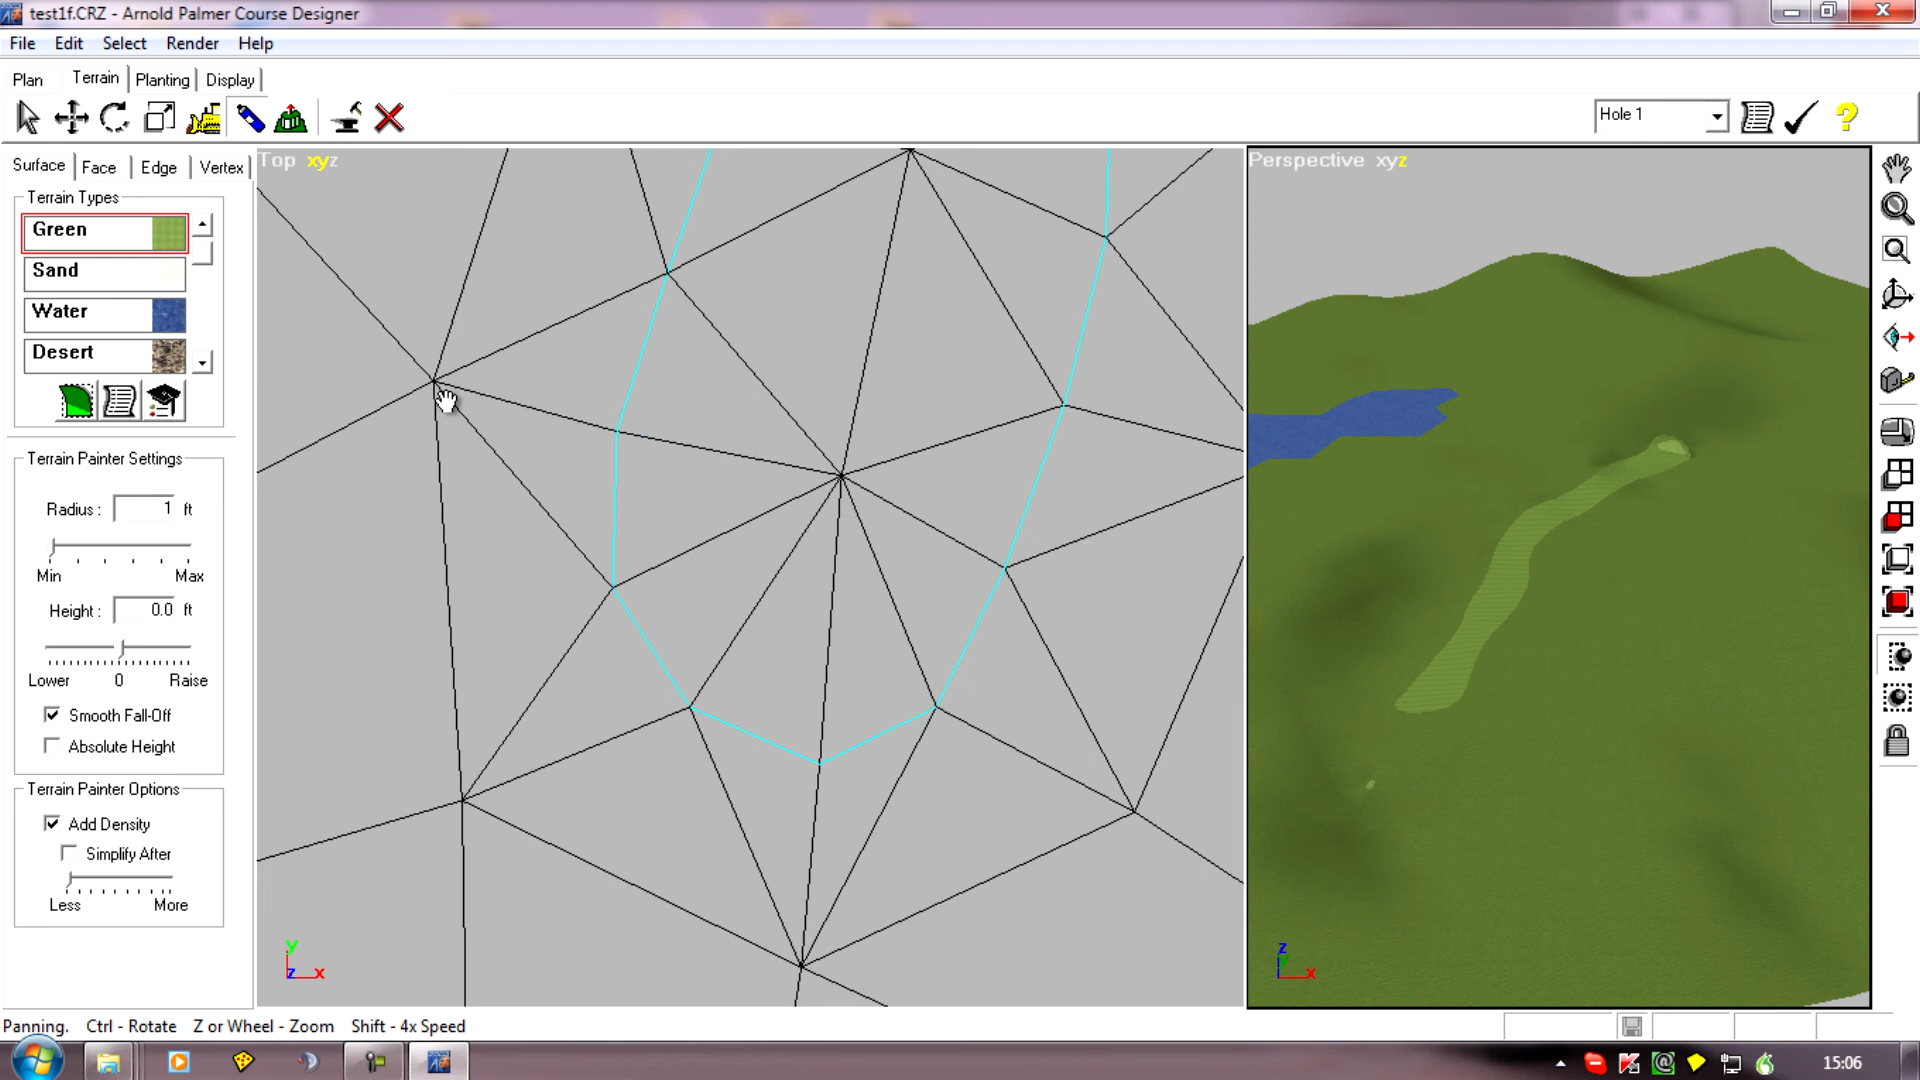 test1f.CRZ - Arnold Palmer Course Designer
File Edit Select Render Help
Plan Terrain Planting Display
Hole 1
Surface Face Edge Vertex
Top xyz
Perspective xyz
Terrain Types
Green
Sand
Water
Desert
Terrain Painter Settings
Radius : 1 ft
Min Max
Height : 0.0 ft
Lower 0 Raise
Smooth Fall-Off
Absolute Height
Terrain Painter Options
Add Density
Simplify After
Less More
y
z x
z
y
x
Panning. Ctrl - Rotate Z or Wheel - Zoom Shift - 4x Speed
15:06